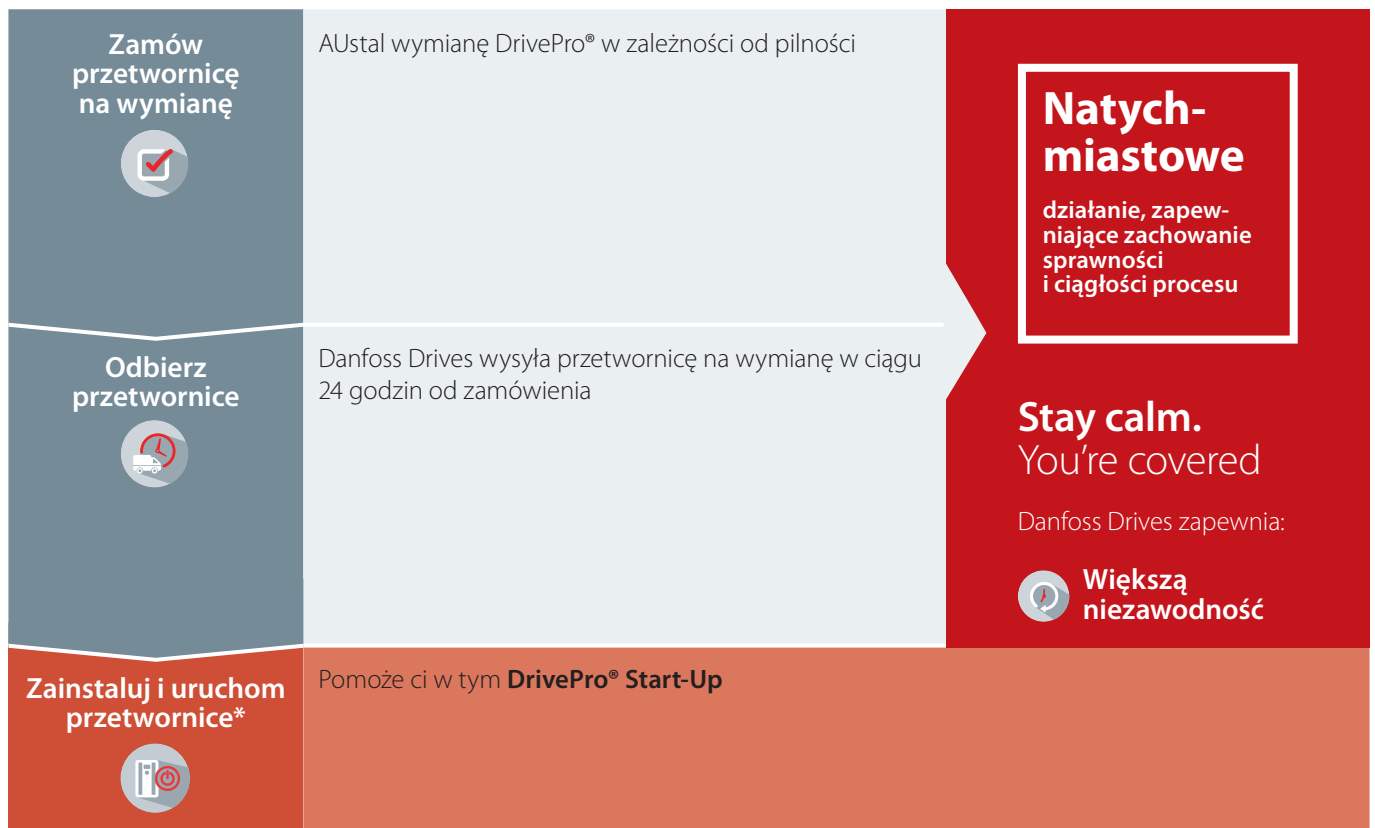 Zamów
przetwornicę
na wymianę
AUstal wymianę DrivePro® w zależności od pilności
Odbierz
przetwornice
Danfoss Drives wysyła przetwornicę na wymianę w ciągu
24 godzin od zamówienia
Zainstaluj i uruchom
przetwornice*
Pomoże ci w tym DrivePro® Start-Up
Natych-
miastowe
działanie, zapew-
niające zachowanie
sprawności
i ciągłości procesu
Stay calm.
You're covered
Danfoss Drives zapewnia:
Większą
niezawodność